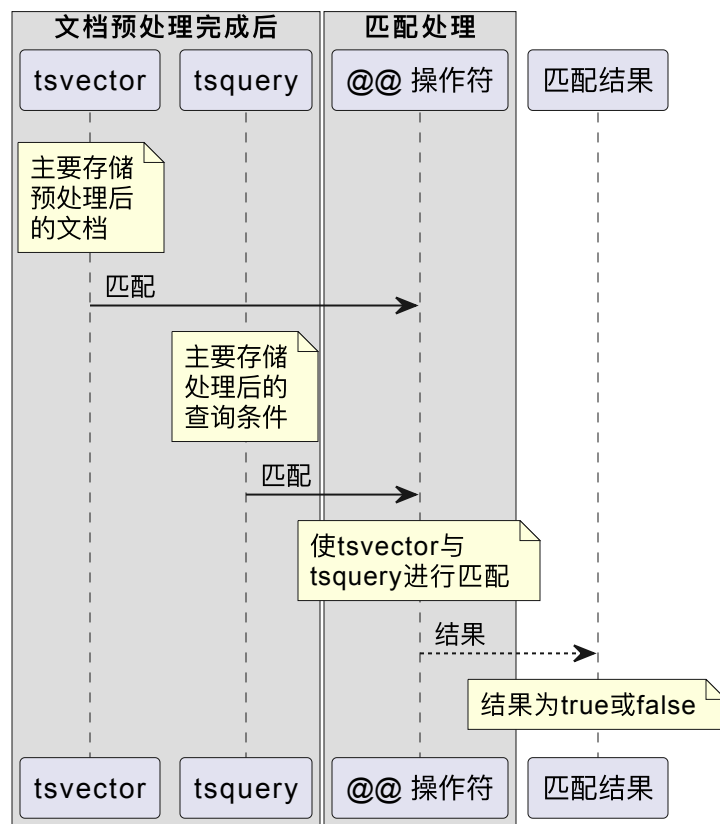 文档预处理完成后
匹配处理
tsvector
tsquery
@@ 操作符
匹配结果
主要存储
预处理后
的文档
匹配
主要存储
处理后的
查询条件
匹配
使tsvector与
tsquery进行匹配
结果
结果为true或false
tsvector
tsquery
@@ 操作符
匹配结果